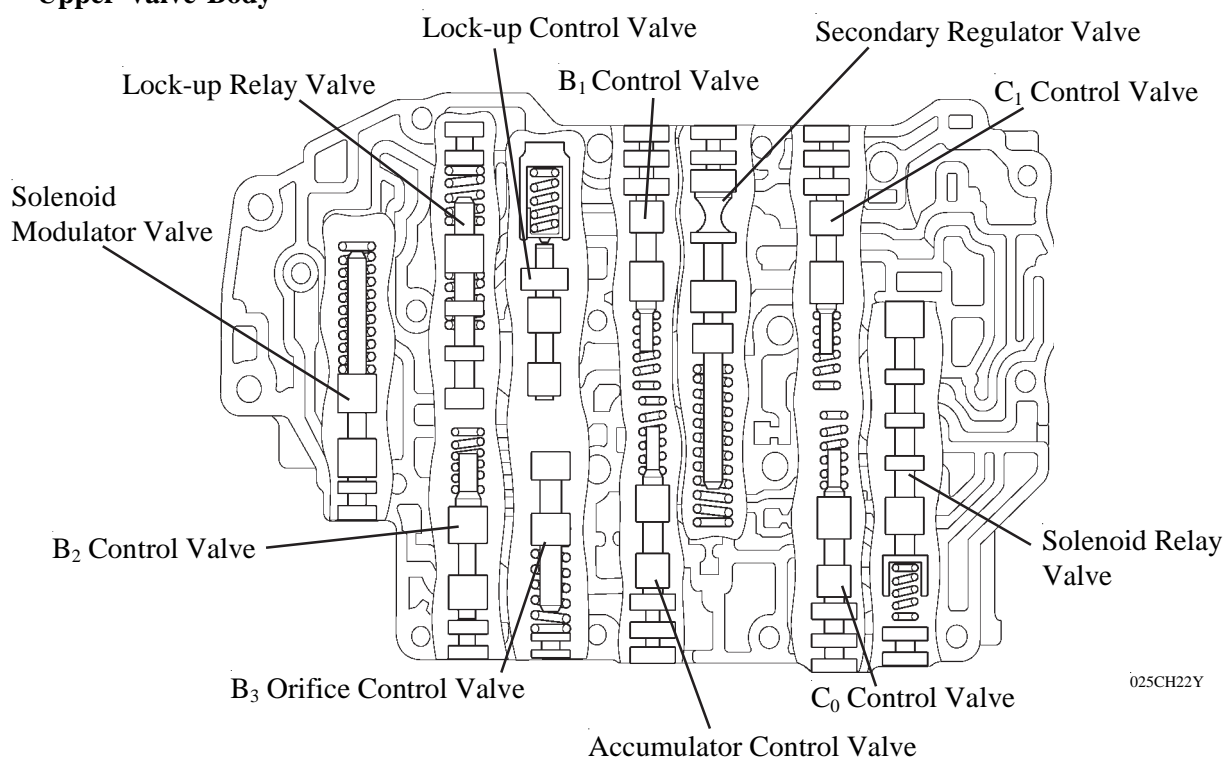 Upper Valve Body
Lock-up Control Valve
Secondary Regulator Valve
Lock-up Relay Valve
B₁ Control Valve
C₁ Control Valve
Solenoid
Modulator Valve
B₂ Control Valve
Solenoid Relay
Valve
B₃ Orifice Control Valve
C₀ Control Valve
025CH22Y
Accumulator Control Valve